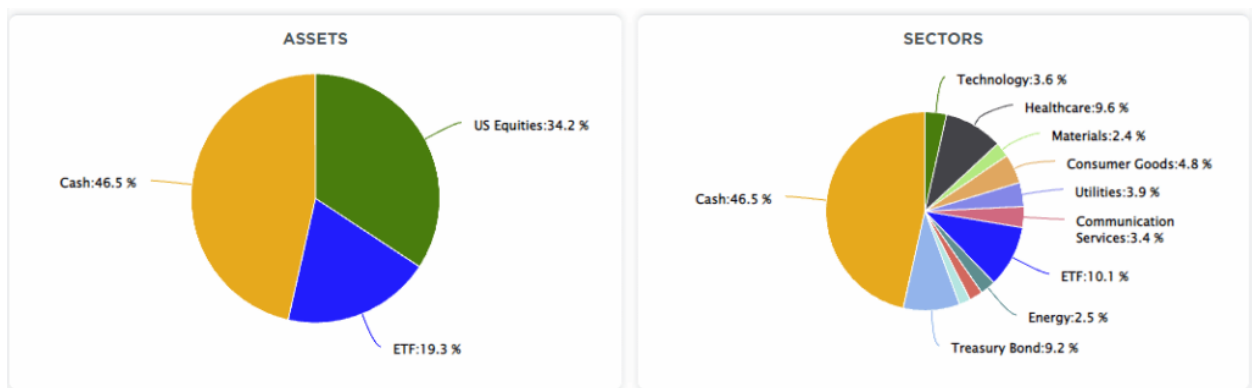 ASSETS
US Equities:34.2 %
Cash:46.5 %
ETF:19.3 %
SECTORS
Technology:3.6 %
Healthcare:9.6 %
Materials:2.4 %
Consumer Goods:4.8 %
Cash:46.5 %
Utilities:3.9 %
Communication
Services:3.4 %
ETF:10.1 %
Energy:2.5 %
Treasury Bond:9.2 %